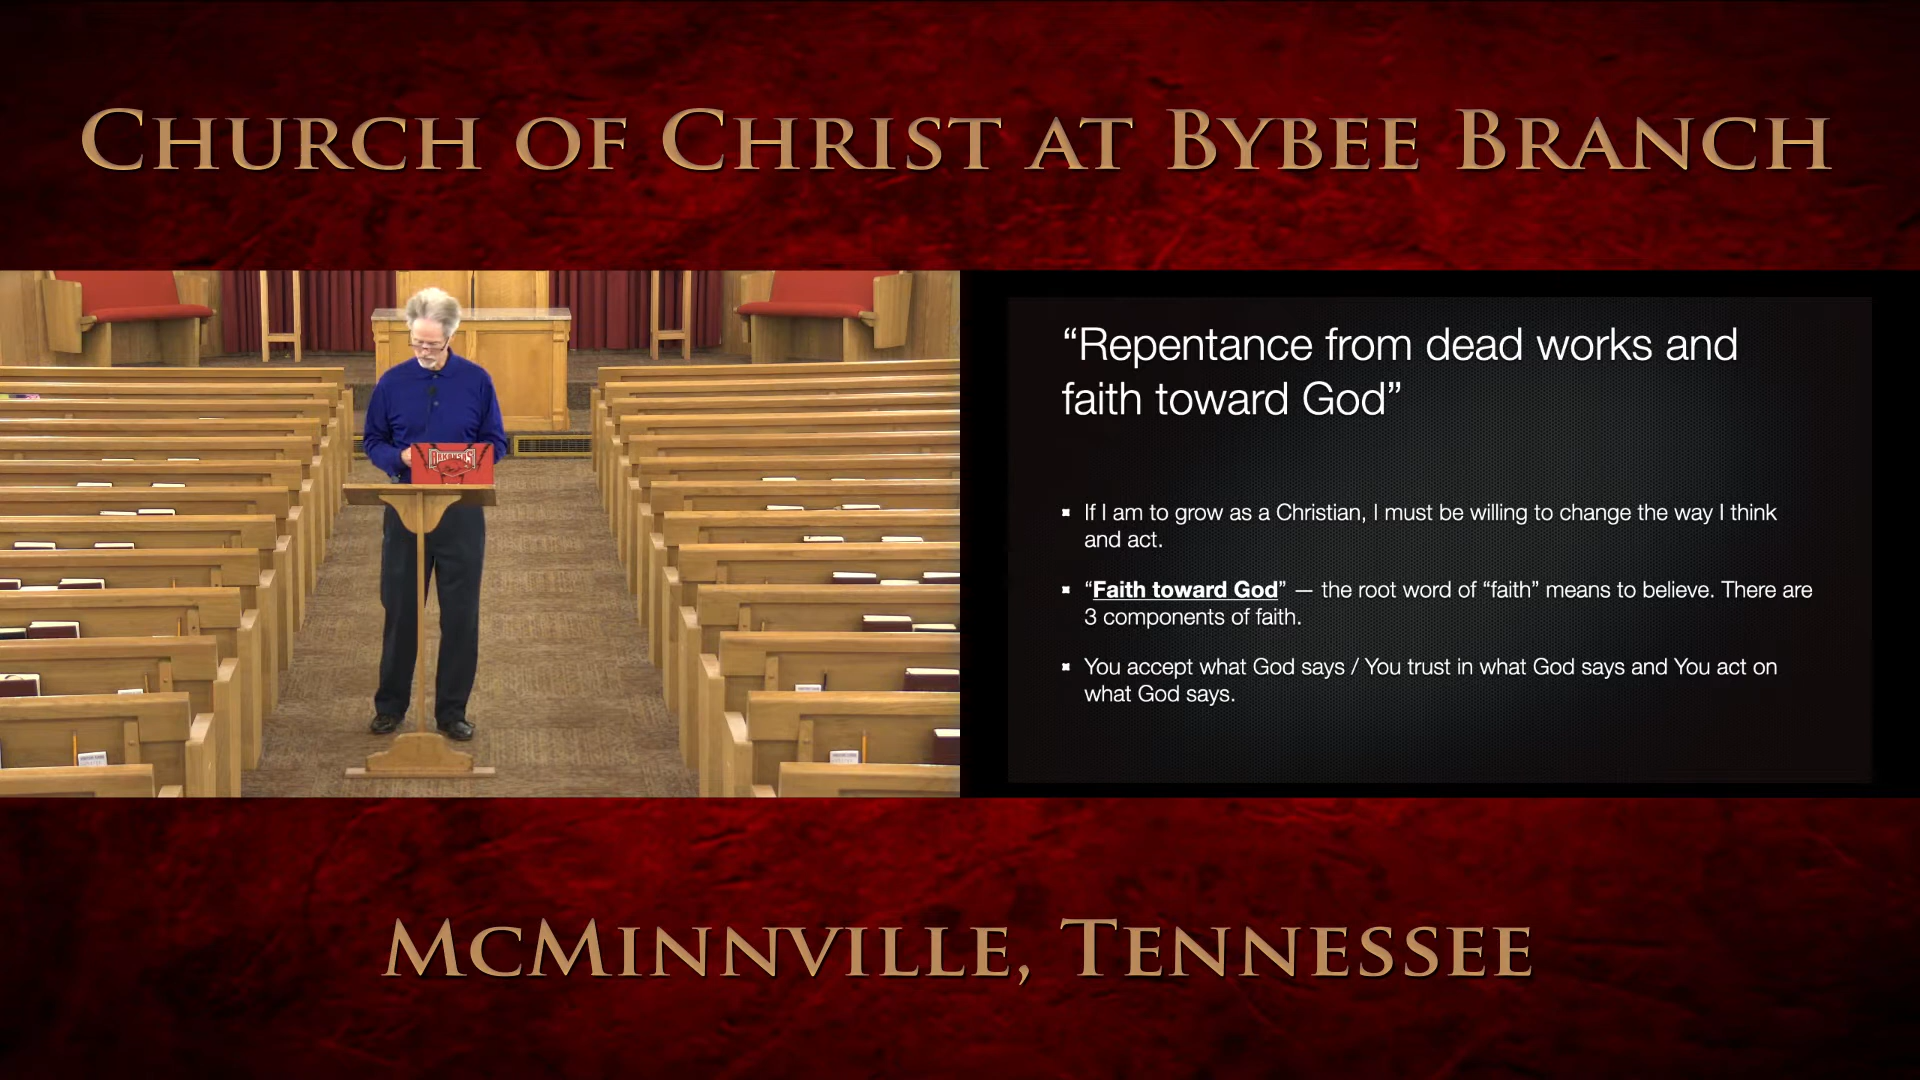 Church of Christ at Bybee Branch
ARKANSAS
“Repentance from dead works and
faith toward God”
▪ If I am to grow as a Christian, I must be willing to change the way I think
and act.
▪ “Faith toward God” — the root word of “faith” means to believe. There are
3 components of faith.
▪ You accept what God says / You trust in what God says and You act on
what God says.
McMinnville, Tennessee